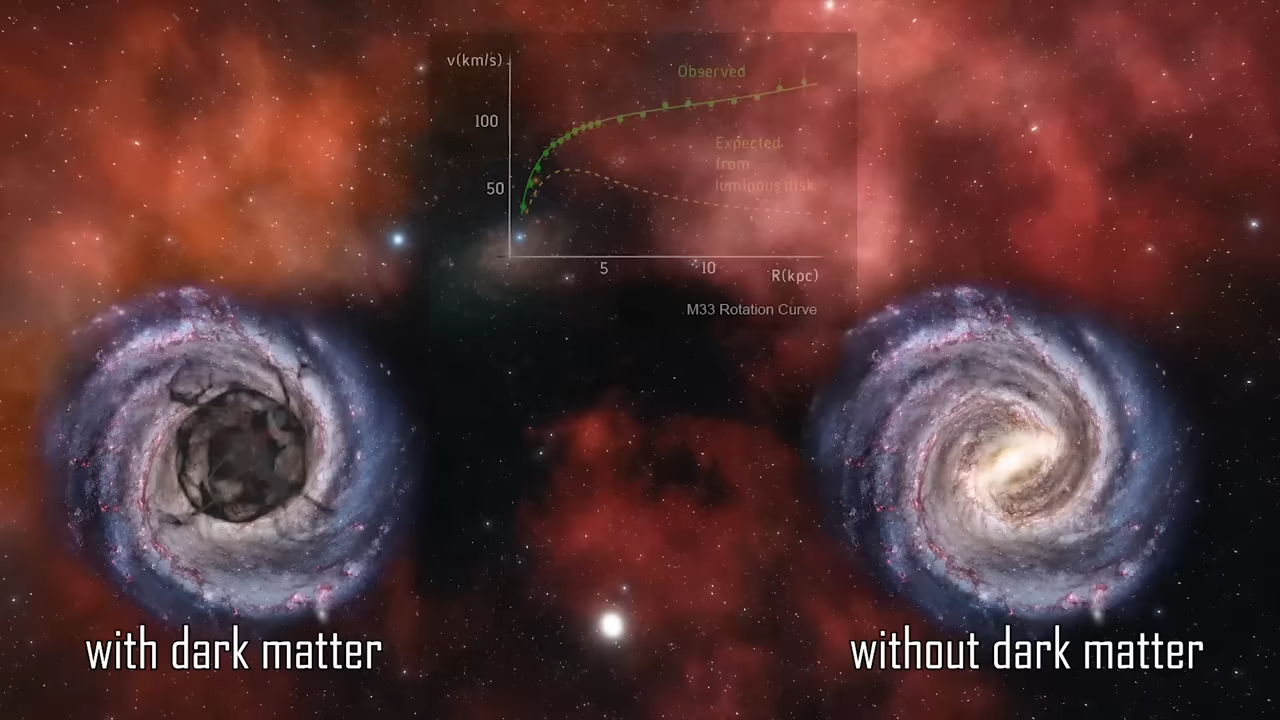 v(km/s)
Observed
100
Expected
from
luminous disk
50
5
10
R(kpc)
M33 Rotation Curve
with dark matter
without dark matter